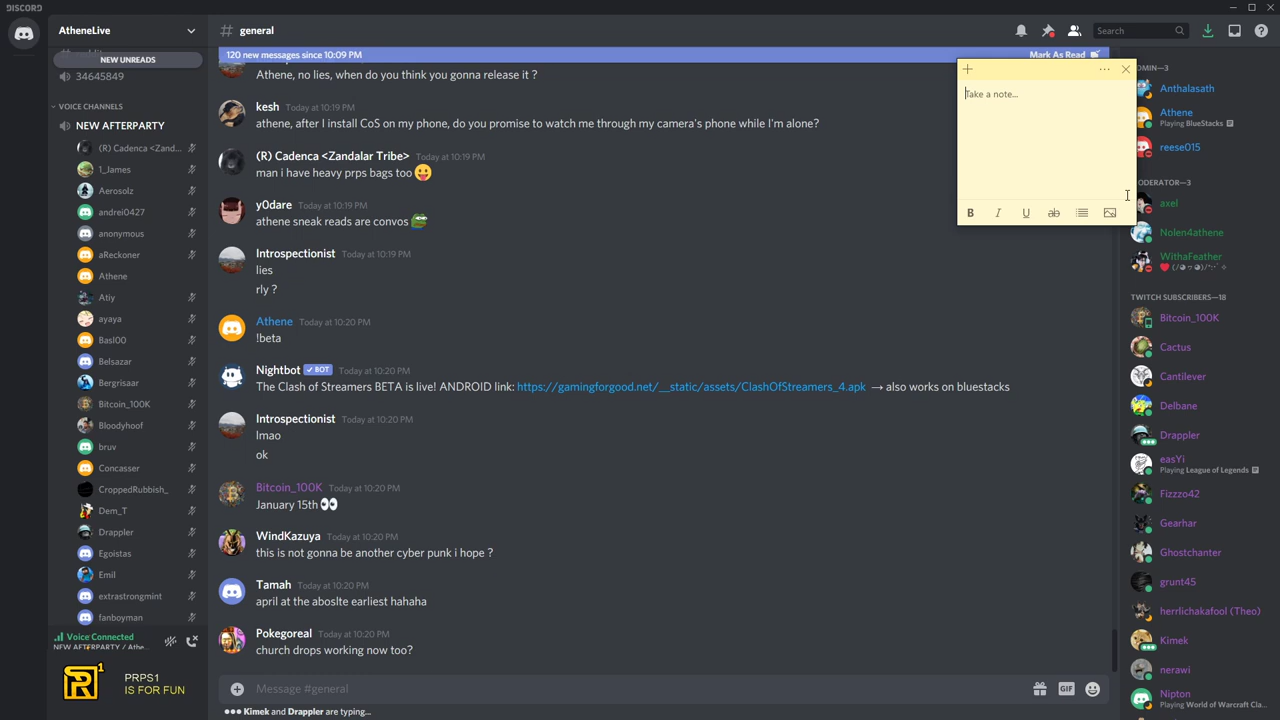 DISCORD
AtheneLive
# general
Search
NEW UNREADS
34645849
VOICE CHANNELS
NEW AFTERPARTY
(R) Cadenca <Zand...
1_James
Aerosolz
andrei0427
anonymous
aReckoner
Athene
Atiy
ayaya
Basl00
Belsazar
Bergrisaar
Bitcoin_100K
Bloodyhoof
bruv
Concasser
CroppedRubbish_
Dem_T
Drappler
Egoistas
Emil
extrastrongmint
fanboyman
Voice Connected
NEW AFTERPARTY / Athe...
PRPS1
IS FOR FUN
120 new messages since 10:09 PM
Mark As Read
Athene, no lies, when do you think you gonna release it ?
kesh Today at 10:19 PM
athene, after I install CoS on my phone do you promise to watch me through my camera's phone while I'm alone?
(R) Cadenca <Zandalar Tribe> Today at 10:19 PM
man i have heavy prps bags too 😛
y0dare Today at 10:19 PM
athene sneak reads are convos
Introspectionist Today at 10:19 PM
lies
rly ?
Athene Today at 10:20 PM
!beta
Nightbot ✓ BOT Today at 10:20 PM
The Clash of Streamers BETA is live! ANDROID link: https://gamingforgood.net/__static/assets/ClashOfStreamers_4.apk → also works on bluestacks
Introspectionist Today at 10:20 PM
lmao
ok
Bitcoin_100K Today at 10:20 PM
January 15th 👀
WindKazuya Today at 10:20 PM
this is not gonna be another cyber punk i hope ?
Tamah Today at 10:20 PM
april at the aboslte earliest hahaha
Pokegoreal Today at 10:20 PM
church drops working now too?
Message #general
GIF
Kimek and Drappler are typing...
Take a note...
B I U ab
DMIN—3
Anthalasath
Athene
Playing BlueStacks
reese015
ODERATOR—3
axel
Nolen4athene
WithaFeather
TWITCH SUBSCRIBERS—18
Bitcoin_100K
Cactus
Cantilever
Delbane
Drappler
easYi
Playing League of Legends
Fizzzo42
Gearhar
Ghostchanter
grunt45
herrlichakafool (Theo)
Kimek
nerawi
Nipton
Playing World of Warcraft Cla...